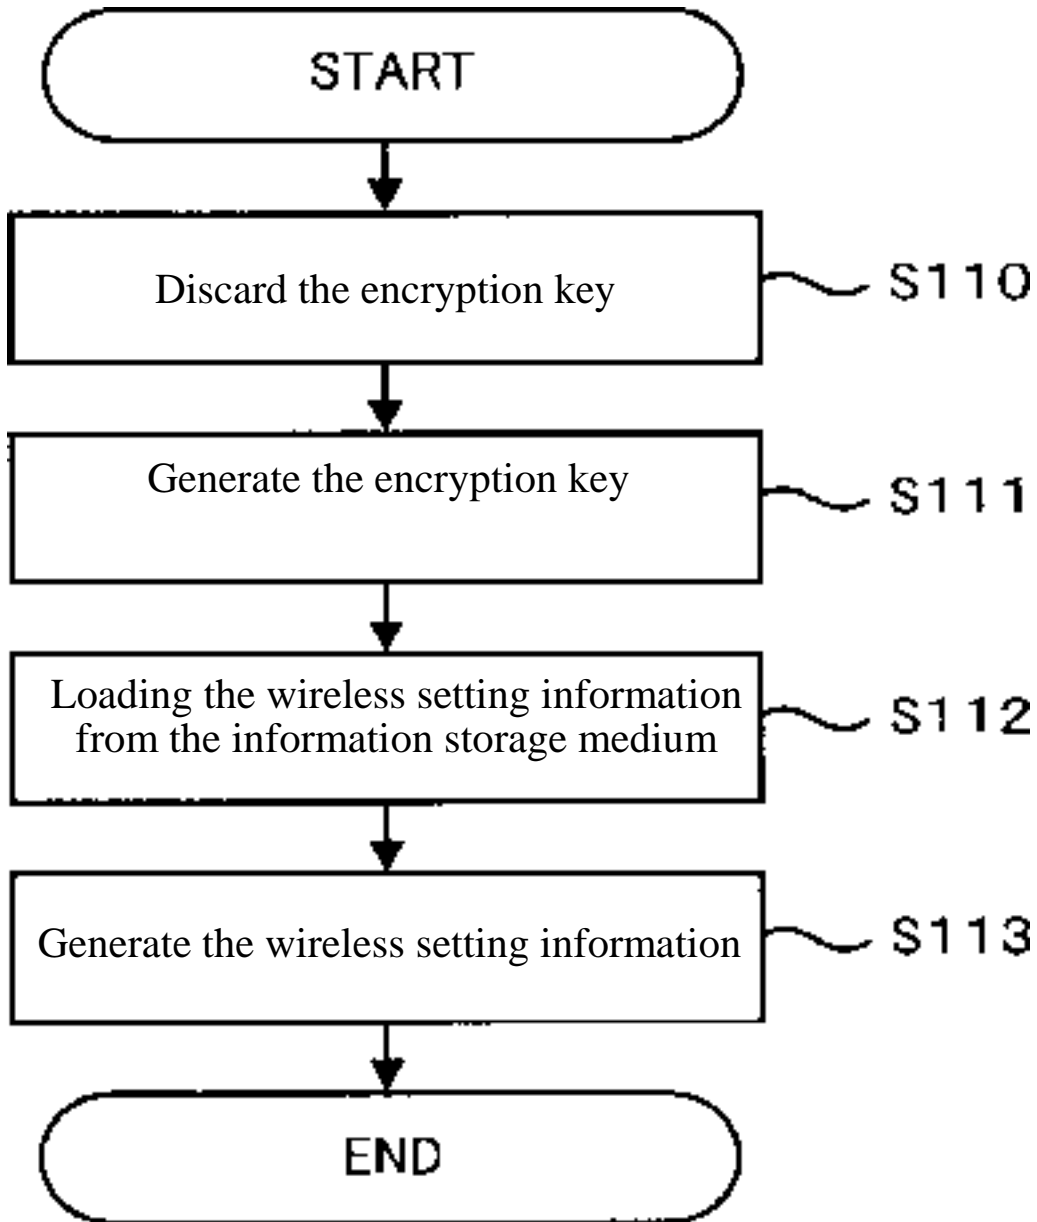 START
Discard the encryption key
S110
Generate the encryption key
S111
Loading the wireless setting information
from the information storage medium
S112
Generate the wireless setting information
S113
END